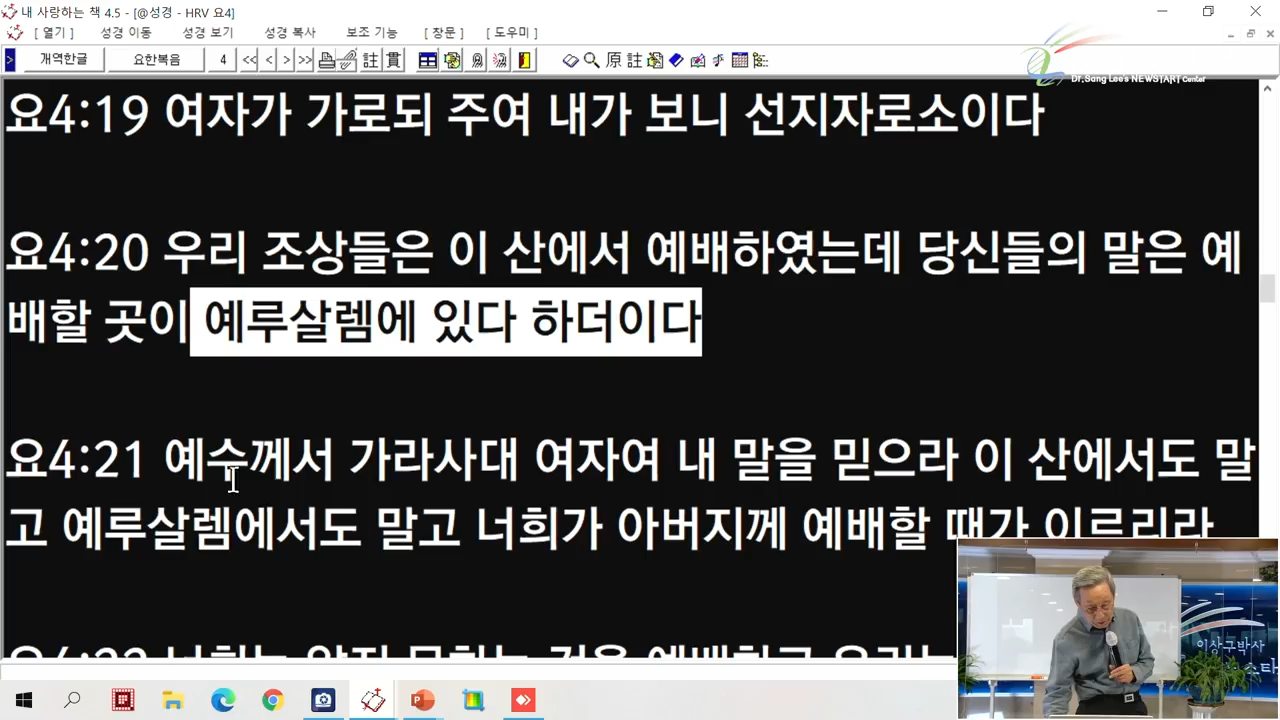 내 사랑하는 책 4.5 - [@성경 - HRV 요4]
[ 열기 ] 성경 이동 성경 보기 성경 복사 보조 기능 [ 창문 ] [ 도우미 ]
개역한글 요한복음 4 << < > >> 註 貫 原 註
Dr.Sang Lee's NEWSTART Center
요4:19 여자가 가로되 주여 내가 보니 선지자로소이다
요4:20 우리 조상들은 이 산에서 예배하였는데 당신들의 말은 예
배할 곳이 예루살렘에 있다 하더이다
요4:21 예수께서 가라사대 여자여 내 말을 믿으라 이 산에서도 말
고 예루살렘에서도 말고 너희가 아버지께 예배할 때가 이르리라
이상구박사